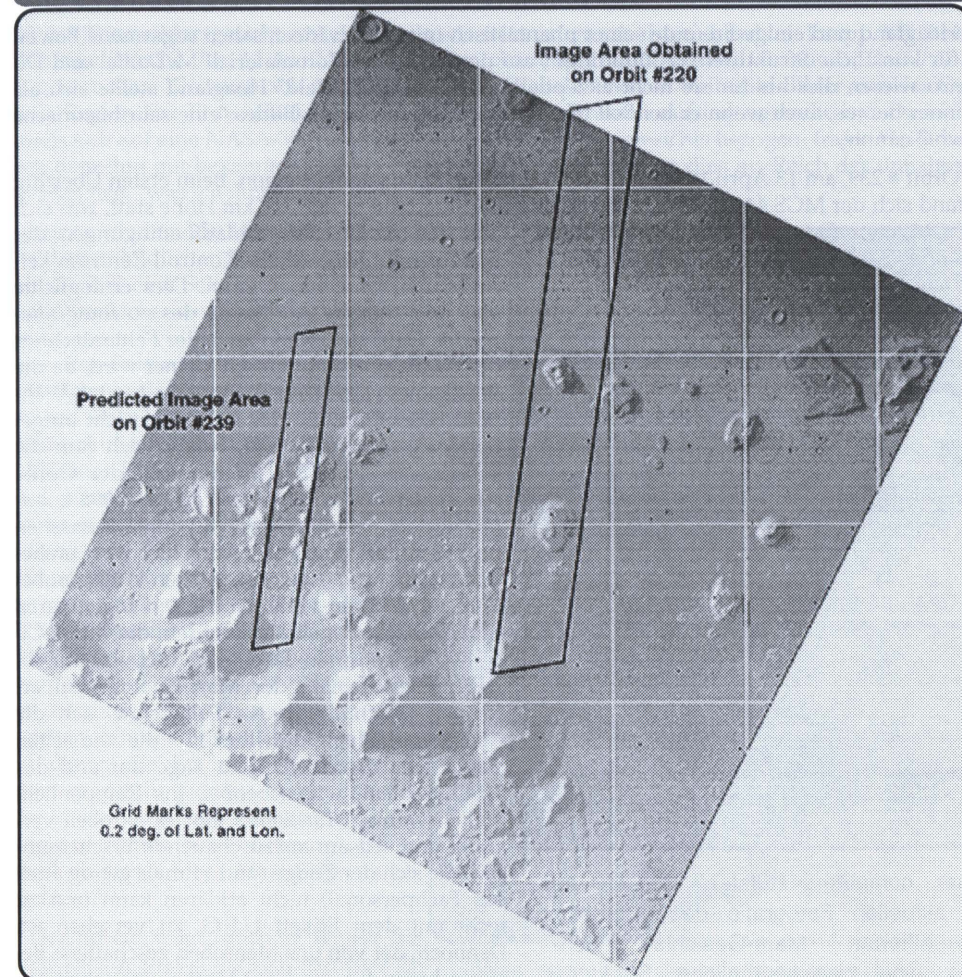 Image Area Obtained
on Orbit #220
Predicted Image Area
on Orbit #239
Grid Marks Represent
0.2 deg. of Lat. and Lon.